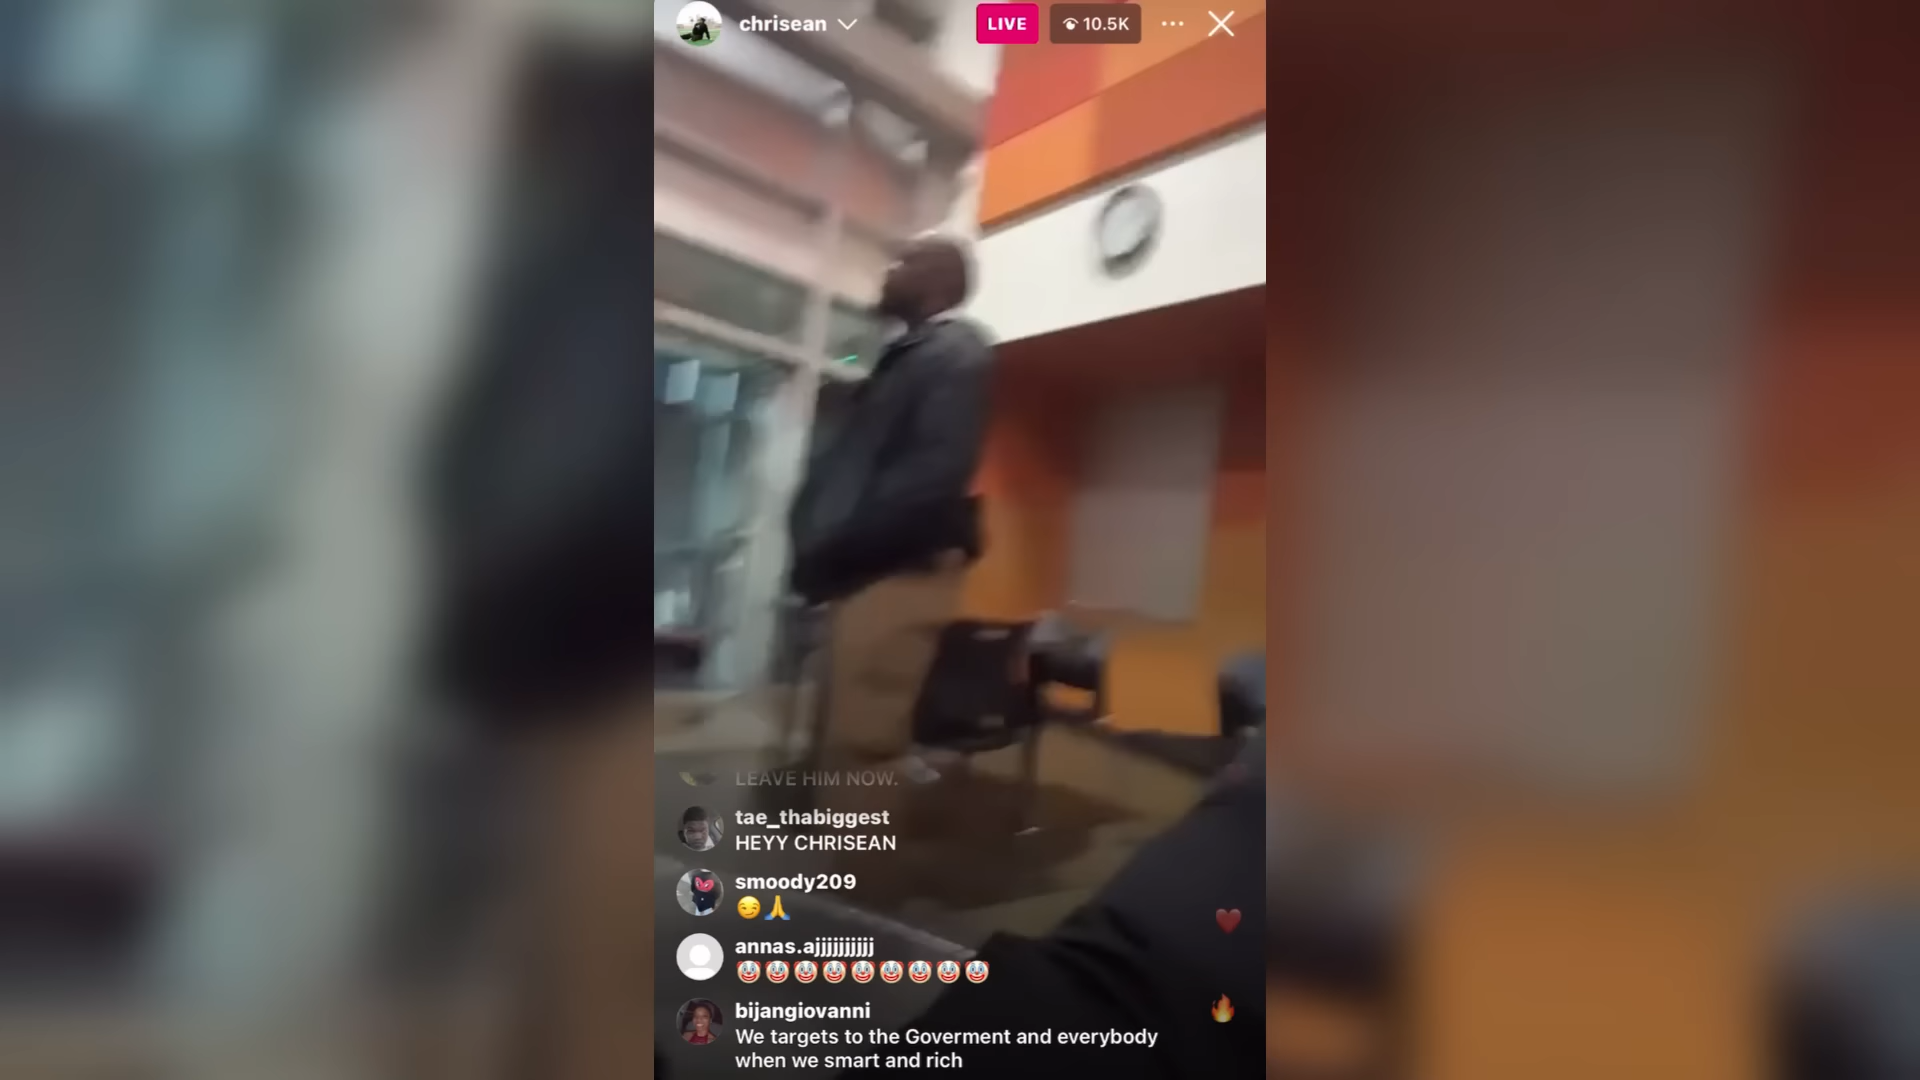 chrisean
LIVE
10.5K
LEAVE HIM NOW.
tae_thabiggest
HEYY CHRISEAN
smoody209
😏🙏
annas.ajjjjjjjjjj
🤡🤡🤡🤡🤡🤡🤡🤡🤡
bijangiovanni
We targets to the Goverment and everybody
when we smart and rich